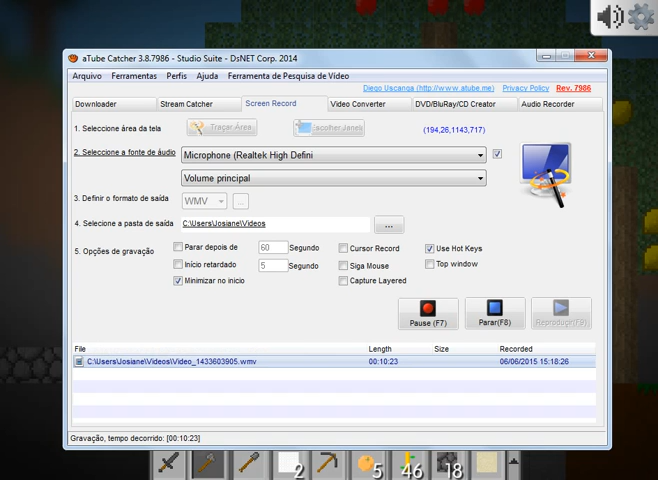 aTube Catcher 3.8.7986 - Studio Suite - DsNET Corp. 2014
Arquivo Ferramentas Perfis Ajuda Ferramenta de Pesquisa de Vídeo
Diego Uscanga (http://www.atube.me) Privacy Policy Rev. 7986
Downloader Stream Catcher Screen Record Video Converter DVD/BluRay/CD Creator Audio Recorder
1. Seleccione área da tela Traçar Área Escolher Janela (194,26,1143,717)
2. Seleccione a fonte de áudio Microphone (Realtek High Defini
Volume principal
3. Definir o formato de saída WMV ...
4. Selecione a pasta de saída C:\Users\Josiane\Videos ...
5. Opções de gravação Parar depois de 60 Segundo Cursor Record Use Hot Keys
Início retardado 5 Segundo Siga Mouse Top window
Minimizar no inicio Capture Layered
Pause (F7) Parar(F8) Reproduzir(F9)
File Length Size Recorded
C:\Users\Josiane\Videos\Video_1433603905.wmv 00:10:23 06/06/2015 15:18:26
Gravação, tempo decorrido: [00:10:23]
2 5 46 18